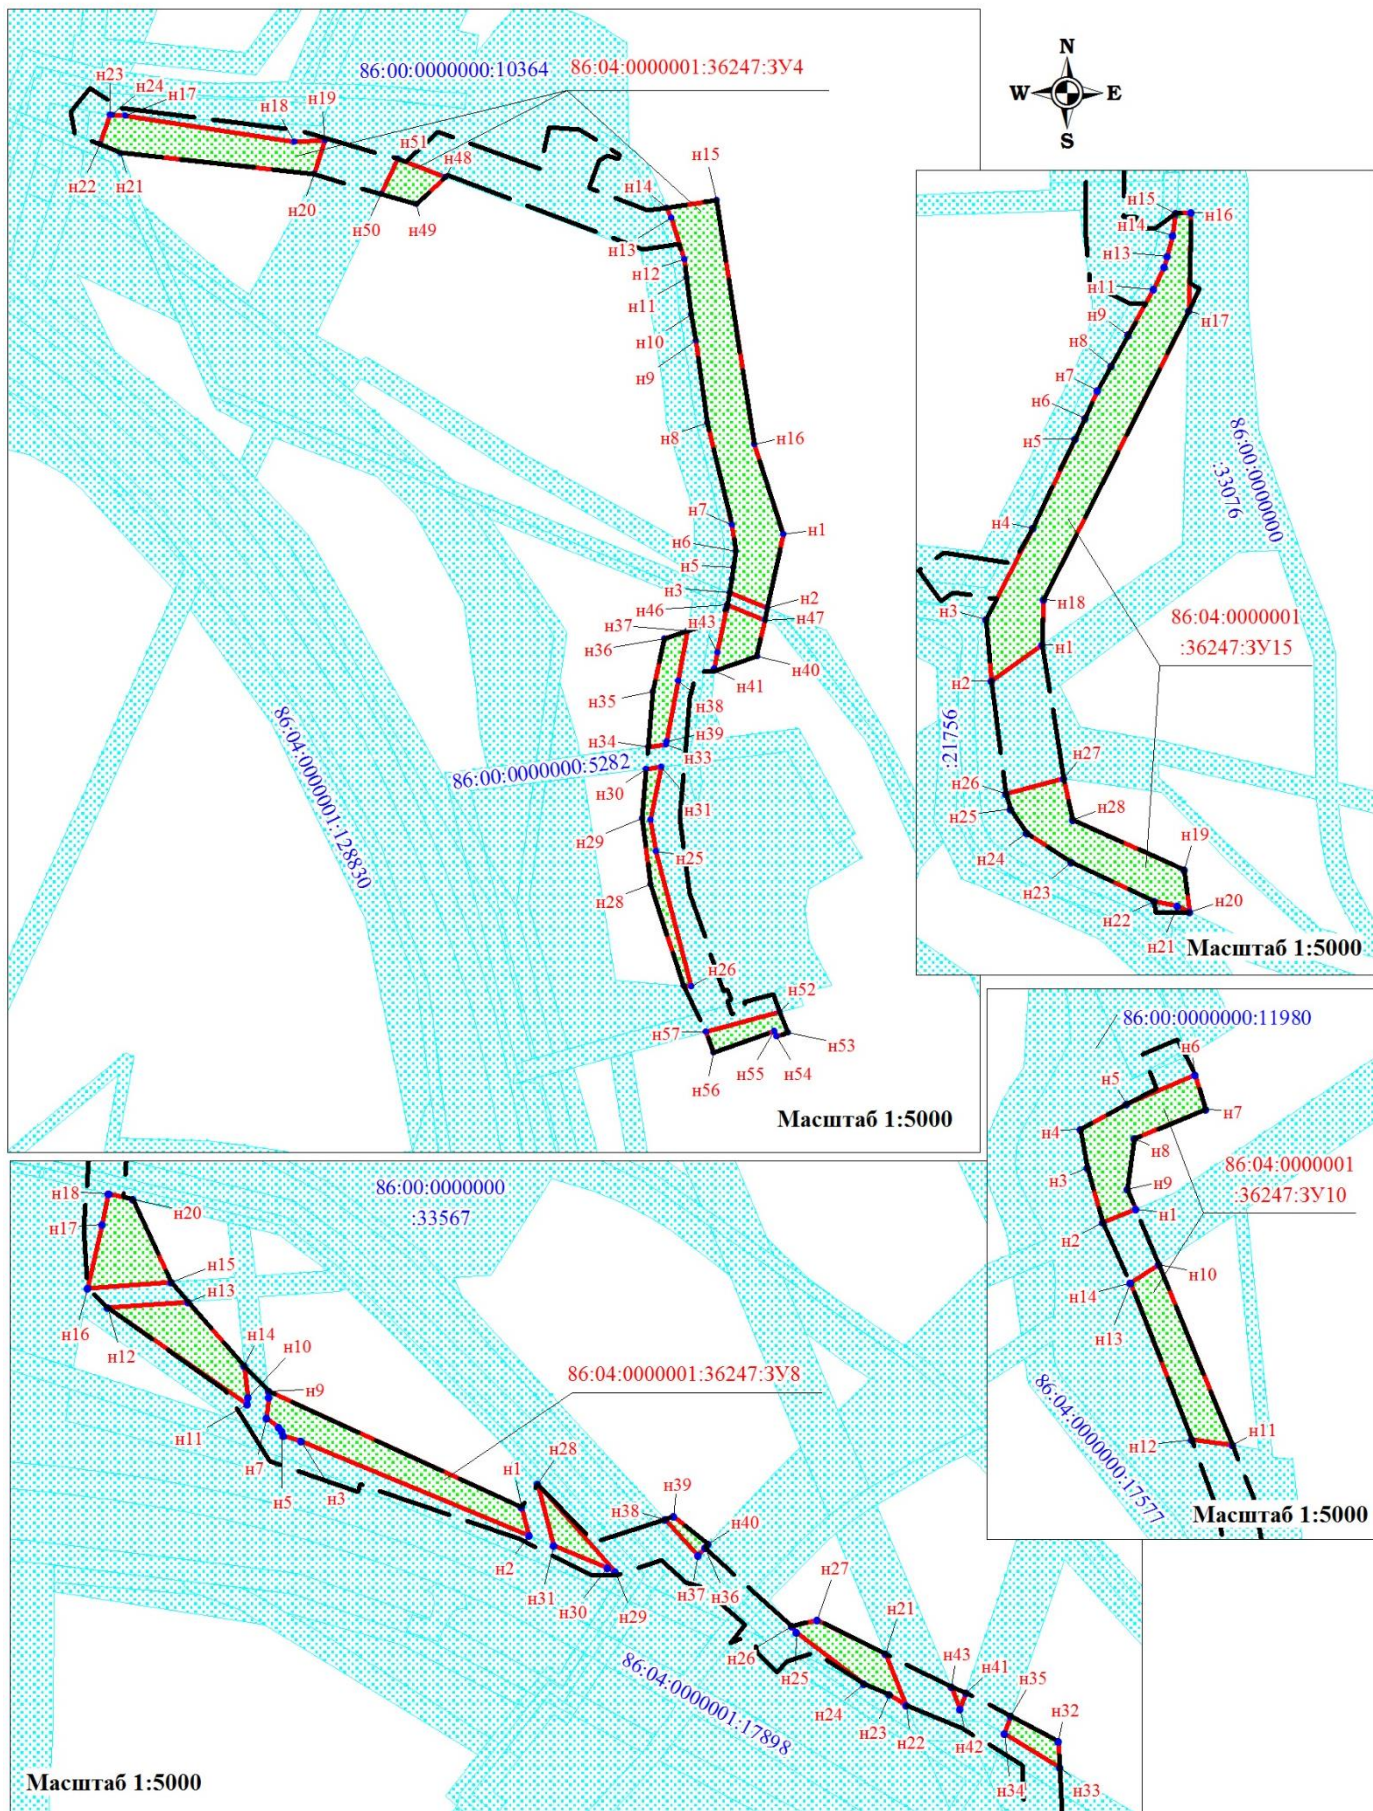 86:00:0000000:10364
86:04:0000001:36247:ЗУ4
н23
н24
н17
н18
н19
н51
н48
н15
н14
н22
н21
н20
н50
н49
н13
н12
н11
н10
н9
н8
н16
н7
н1
н6
н5
н3
н2
н46
н47
н43
н37
н36
н40
н41
н35
н38
н34
н39
н33
86:00:0000000:5282
н30
н31
н29
н25
н28
н26
н52
н57
н53
н54
н55
н56
86:04:0000001:128830
Масштаб 1:5000
N
W
E
S
н15
н16
н14
н13
н11
н17
н9
н8
н7
н6
н5
н4
н3
н18
н1
н2
86:00:0000000
:33076
86:04:0000001
:36247:ЗУ15
:21756
н27
н26
н25
н28
н24
н19
н23
н22
н20
н21
Масштаб 1:5000
86:00:0000000:11980
н6
н5
н7
н4
н8
н3
н9
н1
н2
86:04:0000001
:36247:ЗУ10
н10
н14
н13
н12
н11
86:04:0000000:17577
Масштаб 1:5000
86:00:0000000
:33567
н18
н20
н17
н15
н13
н16
н12
н14
н10
н9
н11
н7
н5
н3
86:04:0000001:36247:ЗУ8
н1
н28
н2
н31
н30
н29
н38
н39
н40
н37
н36
н27
н26
н25
н21
н24
н23
н22
н43
н41
н42
н35
н32
н34
н33
86:04:0000001:17898
Масштаб 1:5000